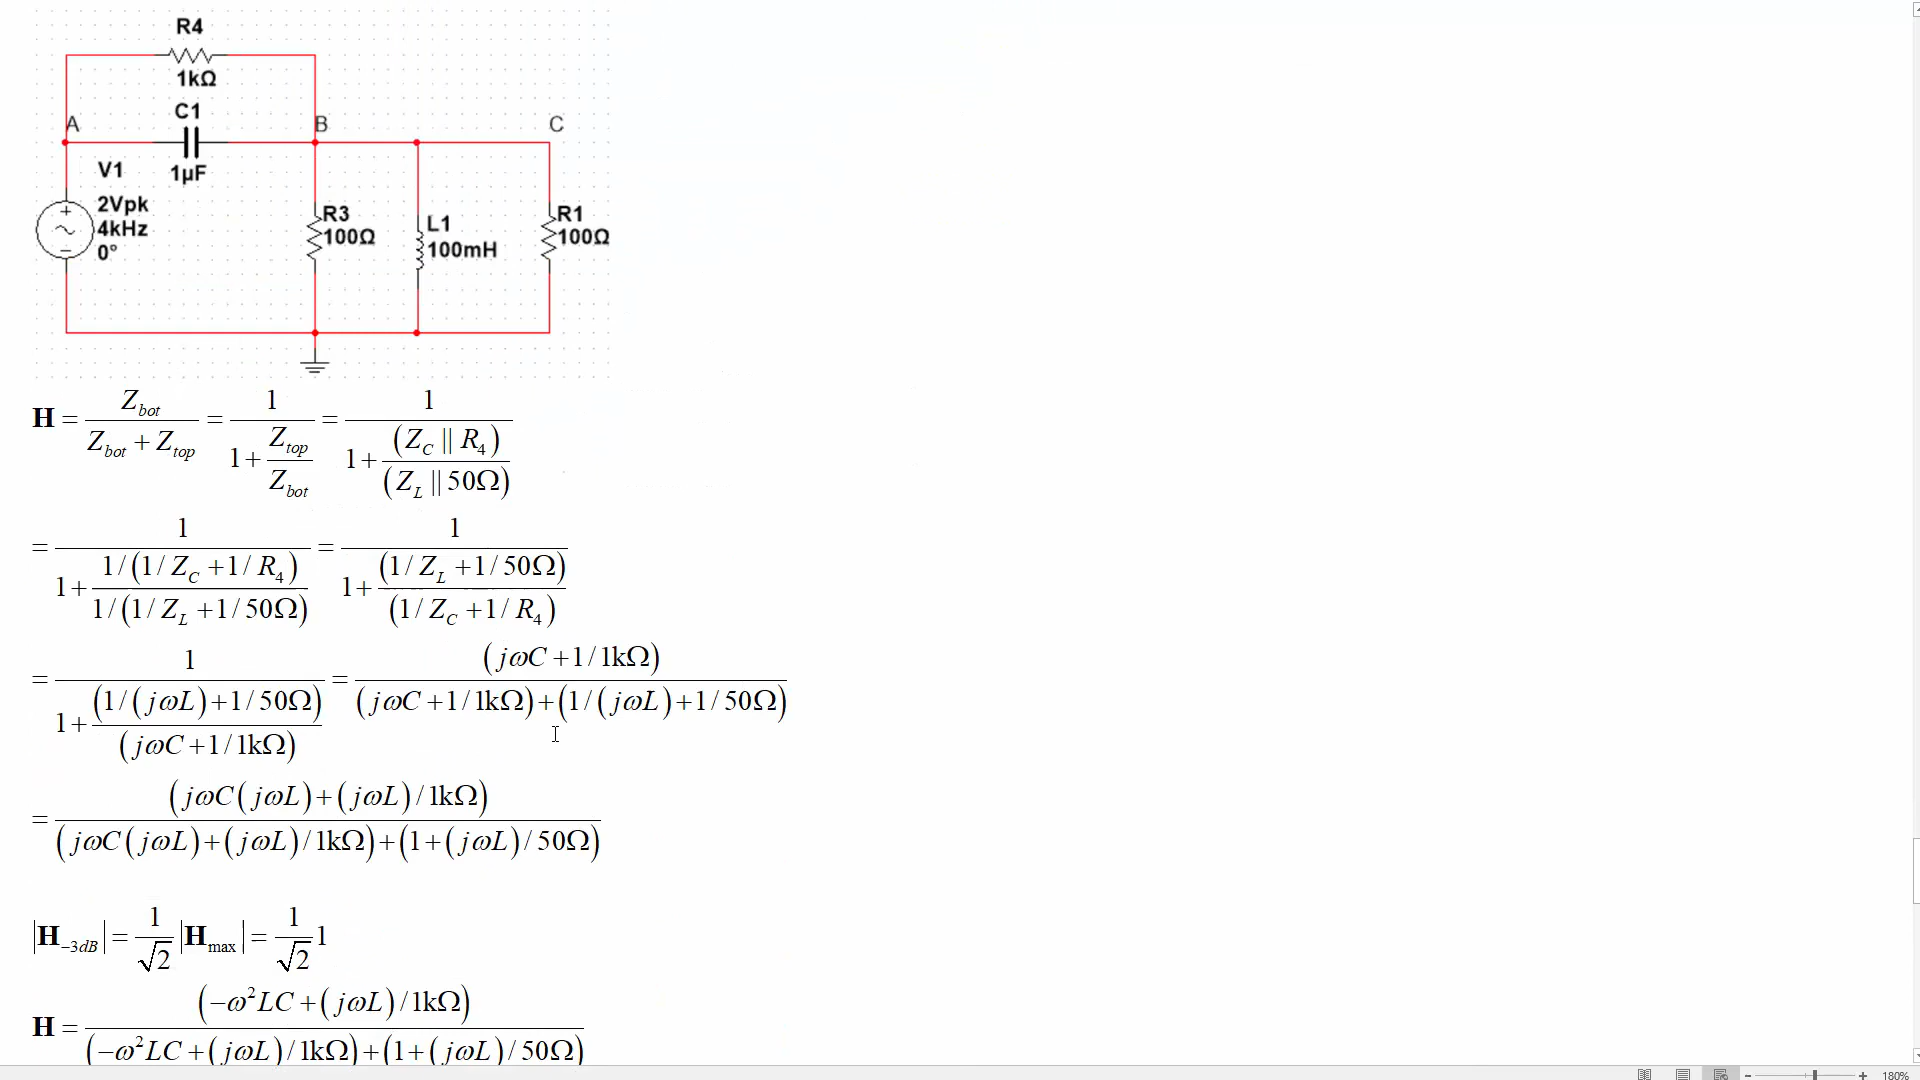 R4
1kΩ
C1
A
B
C
V1
1µF
2Vpk
4kHz
0°
R3
100Ω
L1
100mH
R1
100Ω
H = Z_bot / (Z_bot + Z_top) = 1 / (1 + Z_top / Z_bot) = 1 / (1 + (Z_C || R_4) / (Z_L || 50Ω))
= 1 / (1 + (1/(1/Z_C + 1/R_4)) / (1/(1/Z_L + 1/50Ω))) = 1 / (1 + (1/Z_L + 1/50Ω) / (1/Z_C + 1/R_4))
= 1 / (1 + (1/(jωL) + 1/50Ω) / (jωC + 1/1kΩ)) = (jωC + 1/1kΩ) / ((jωC + 1/1kΩ) + (1/(jωL) + 1/50Ω))
= (jωC(jωL) + (jωL)/1kΩ) / ((jωC(jωL) + (jωL)/1kΩ) + (1 + (jωL)/50Ω))
|H_−3dB| = 1/√2 |H_max| = 1/√2 1
H = (−ω²LC + (jωL)/1kΩ) / ((−ω²LC + (jωL)/1kΩ) + (1 + (jωL)/50Ω))
180%